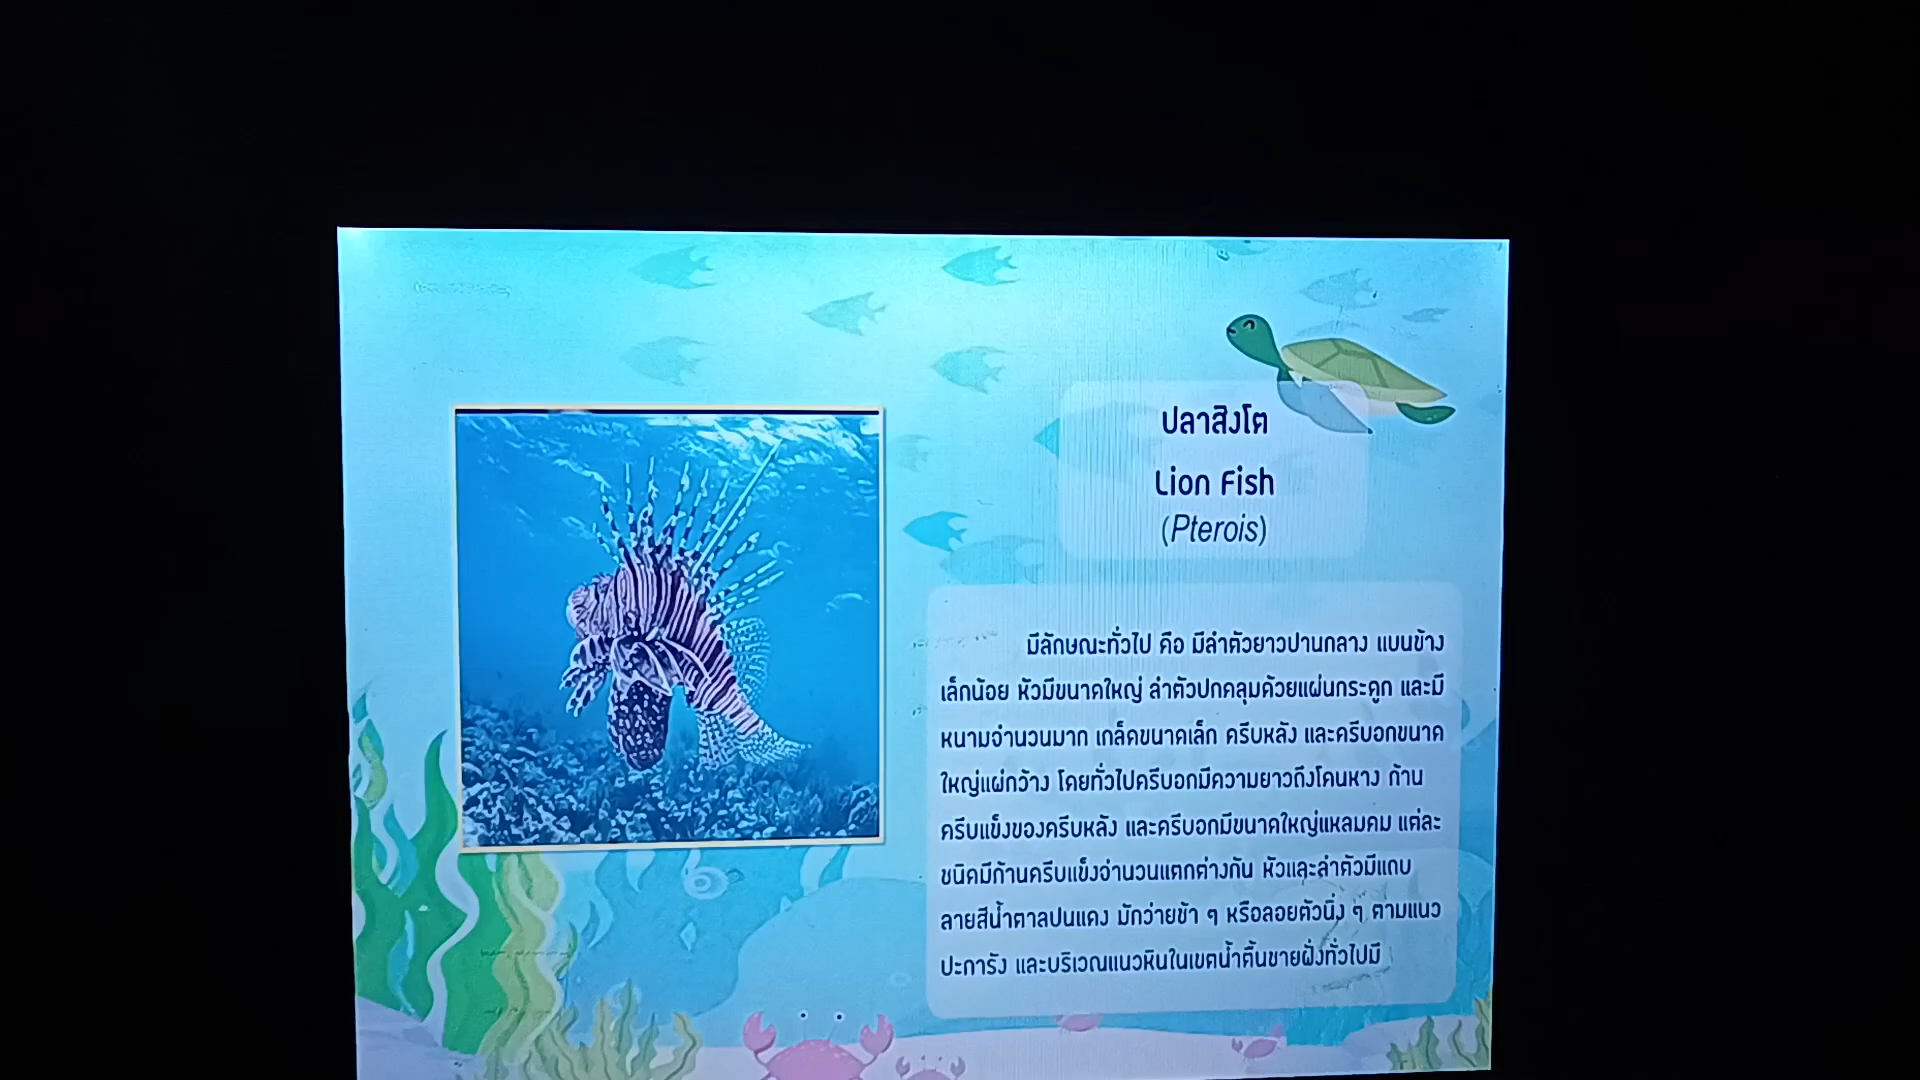 ปลาสิงโต
Lion Fish
(Pterois)
มีลักษณะทั่วไป คือ มีลำตัวยาวปานกลาง แบนข้าง
เล็กน้อย หัวมีขนาดใหญ่ ลำตัวปกคลุมด้วยแผ่นกระดูก และมี
หนามจำนวนมาก เกล็ดขนาดเล็ก ครีบหลัง และครีบอกขนาด
ใหญ่แผ่กว้าง โดยทั่วไปครีบอกมีความยาวถึงโคนหาง ก้าน
ครีบแข็งของครีบหลัง และครีบอกมีขนาดใหญ่แหลมคม แต่ละ
ชนิดมีก้านครีบแข็งจำนวนแตกต่างกัน หัวและลำตัวมีแถบ
ลายสีน้ำตาลปนแดง มักว่ายช้า ๆ หรือลอยตัวนิ่ง ๆ ตามแนว
ปะการัง และบริเวณแนวหินในเขตน้ำตื้นชายฝั่งทั่วไปมี